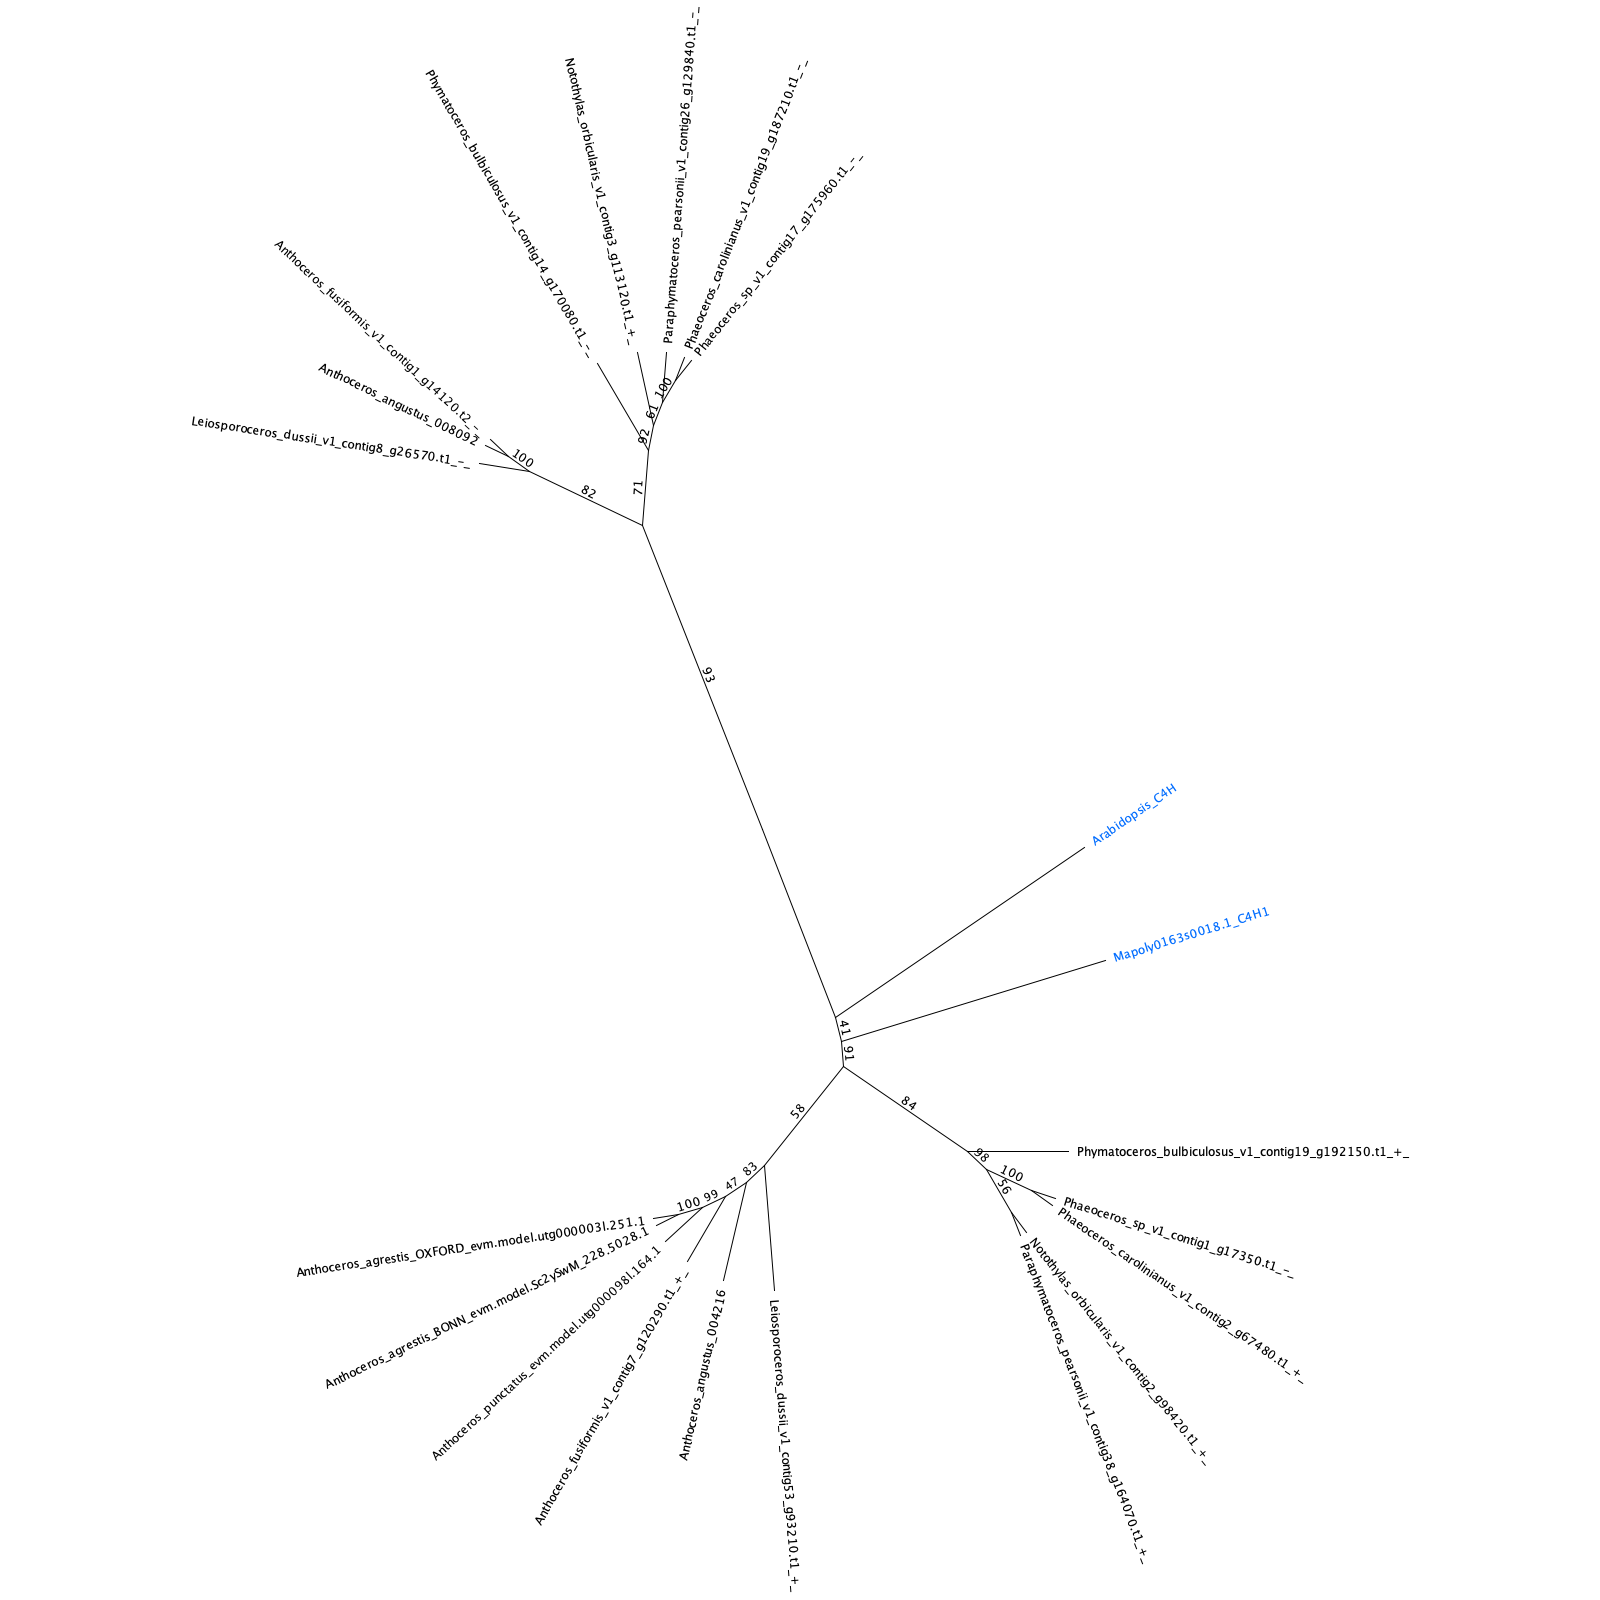 Paraphymatoceros_pearsonii_v1_contig26_g129840.t1_-_
Notothylas_orbicularis_v1_contig3_g113120.t1_+_
Phaeoceros_carolinianus_v1_contig19_g187210.t1_-_
Phymatoceros_bulbiculosus_v1_contig14_g170080.t1_-_
Phaeoceros_sp_v1_contig17_g175960.t1_-_
Anthoceros_fusiformis_v1_contig1_g14120.t2_-_
Anthoceros_angustus_008092
Leiosporoceros_dussii_v1_contig8_g26570.t1_-_
100
61
92
100
82
71
93
Arabidopsis_C4H
Mapoly0163s0018.1_C4H1
41
91
58
84
Phymatoceros_bulbiculosus_v1_contig19_g192150.t1_+_
98
100
56
83
47
99
100
Phaeoceros_sp_v1_contig1_g17350.t1_-_
Phaeoceros_carolinianus_v1_contig2_g67480.t1_+_
Notothylas_orbicularis_v1_contig2_g98420.t1_+_
Paraphymatoceros_pearsonii_v1_contig38_g164070.t1_+_
Anthoceros_agrestis_OXFORD_evm.model.utg000003l.251.1
Anthoceros_agrestis_BONN_evm.model.Sc2ySwM_228.5028.1
Anthoceros_punctatus_evm.model.utg000098l.164.1
Anthoceros_fusiformis_v1_contig7_g120290.t1_+_
Anthoceros_angustus_004216
Leiosporoceros_dussii_v1_contig53_g93210.t1_+_